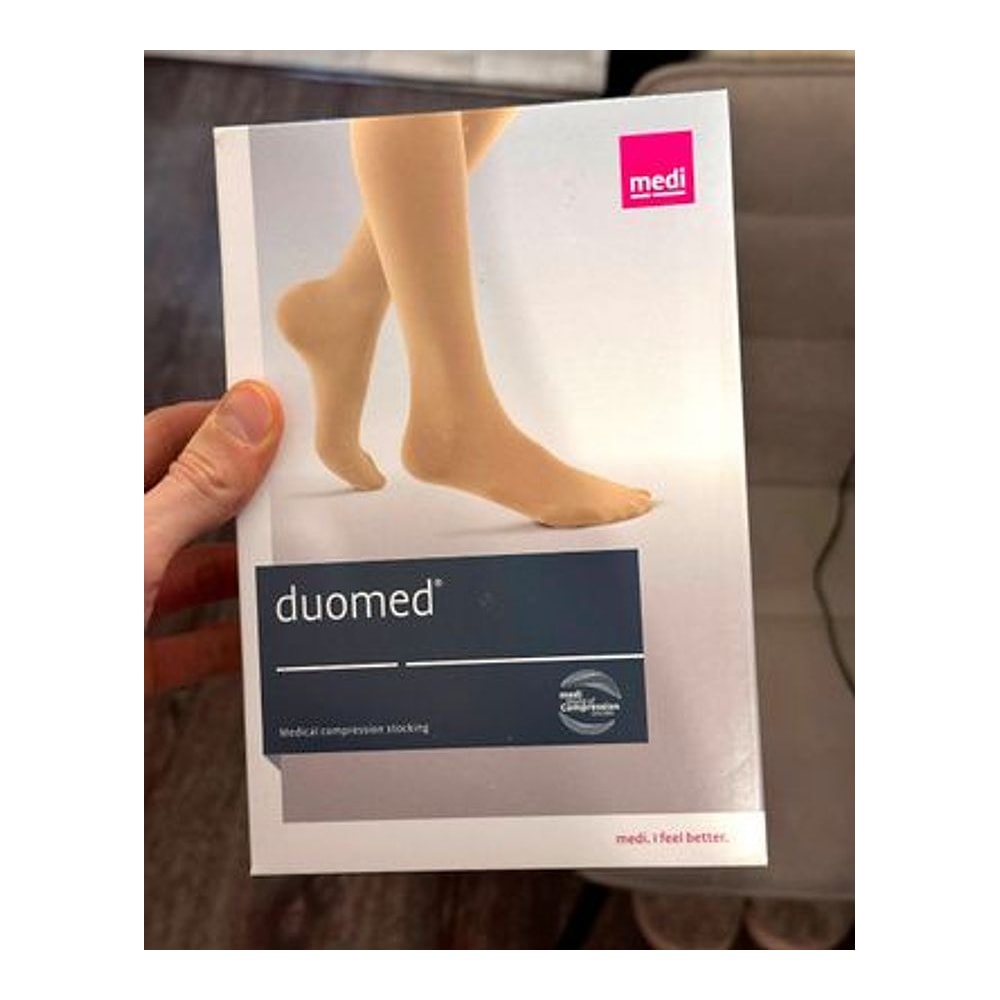 medi
duomed®
Medical compression stocking
medi
Compression
medi. i feel better.